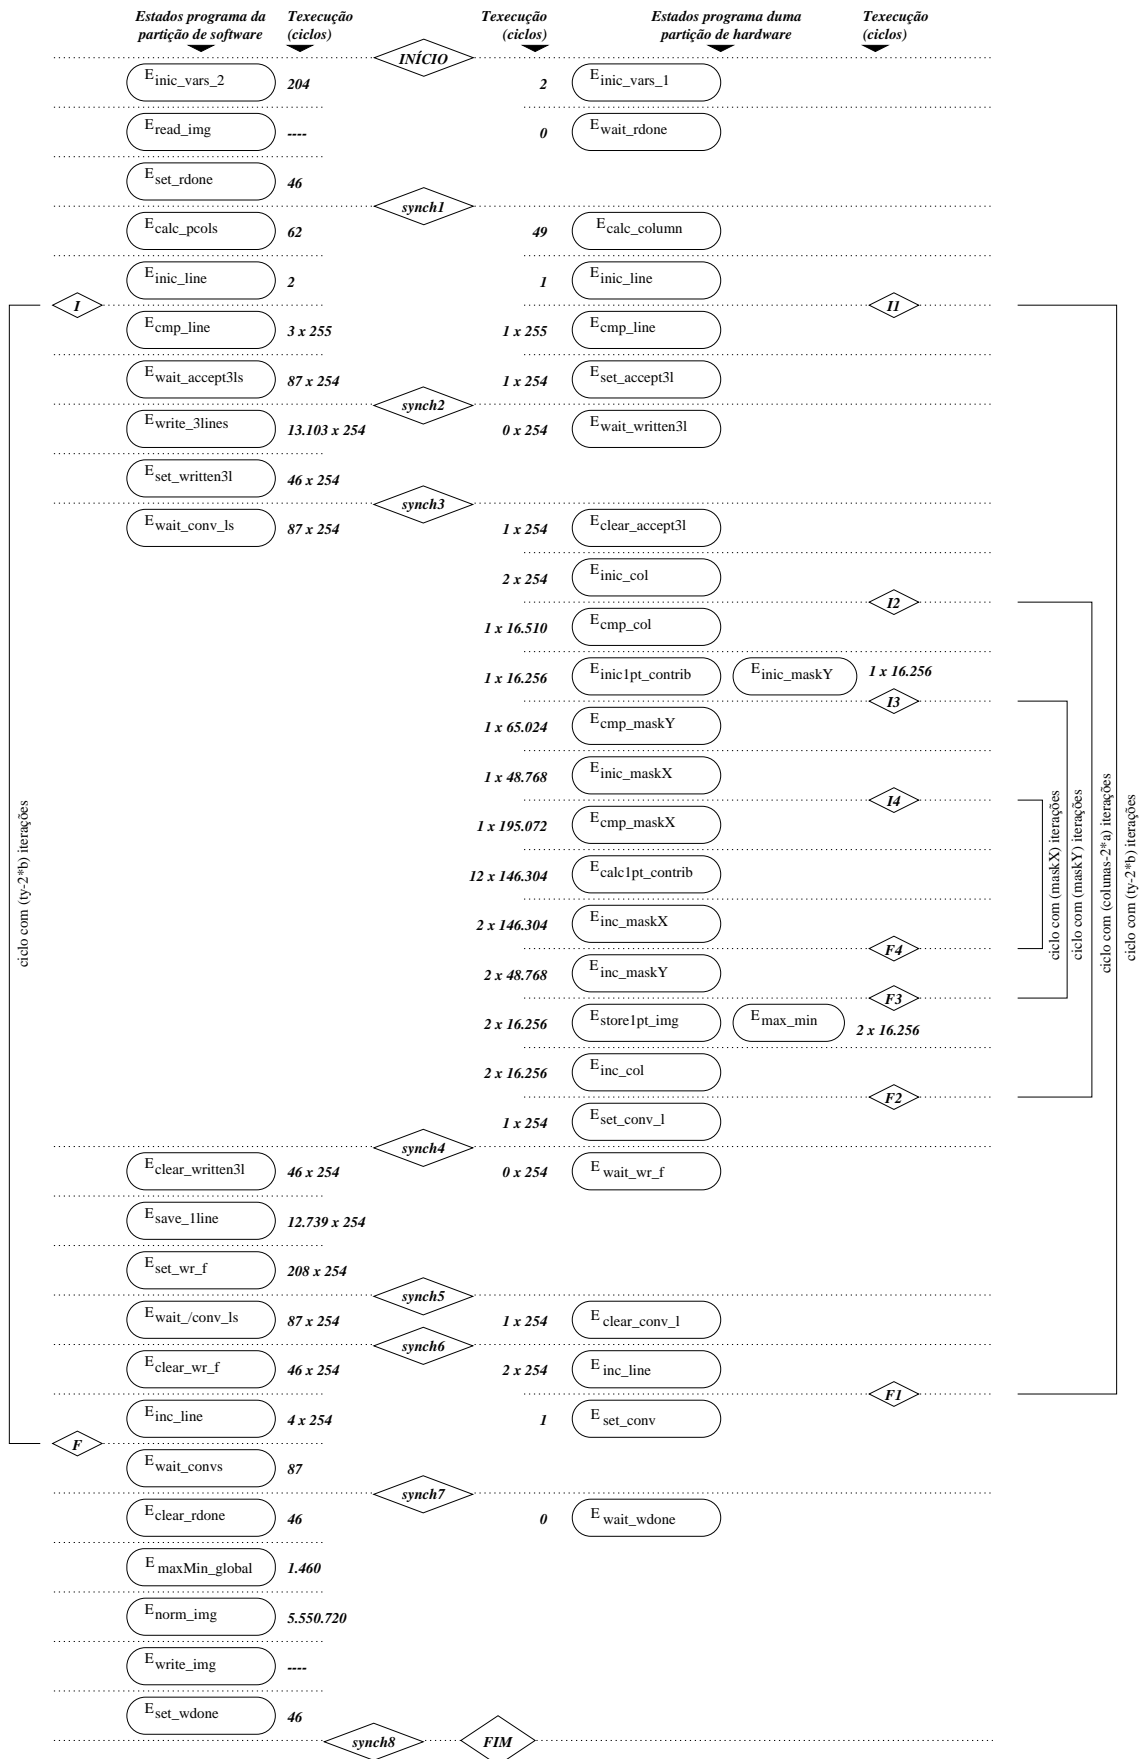 Estados programa da
partição de software
Texecução
(ciclos)
Texecução
(ciclos)
Estados programa duma
partição de hardware
Texecução
(ciclos)
INÍCIO
Einic_vars_2 204 2 Einic_vars_1
Eread_img ---- 0 Ewait_rdone
Eset_rdone 46
synch1
Ecalc_pcols 62 49 Ecalc_column
Einic_line 2 1 Einic_line
I I1
Ecmp_line 3 x 255 1 x 255 Ecmp_line
Ewait_accept3ls 87 x 254 1 x 254 Eset_accept3l
synch2
Ewrite_3lines 13.103 x 254 0 x 254 Ewait_written3l
Eset_written3l 46 x 254
synch3
Ewait_conv_ls 87 x 254 1 x 254 Eclear_accept3l
2 x 254 Einic_col
I2
1 x 16.510 Ecmp_col
1 x 16.256 Einic1pt_contrib Einic_maskY 1 x 16.256
I3
1 x 65.024 Ecmp_maskY
1 x 48.768 Einic_maskX
I4
1 x 195.072 Ecmp_maskX
12 x 146.304 Ecalc1pt_contrib
2 x 146.304 Einc_maskX
F4
2 x 48.768 Einc_maskY
F3
2 x 16.256 Estore1pt_img Emax_min 2 x 16.256
2 x 16.256 Einc_col
F2
1 x 254 Eset_conv_l
synch4
Eclear_written3l 46 x 254 0 x 254 E wait_wr_f
Esave_1line 12.739 x 254
Eset_wr_f 208 x 254
synch5
Ewait_/conv_ls 87 x 254 1 x 254 E clear_conv_l
synch6
Eclear_wr_f 46 x 254 2 x 254 E inc_line
F1
Einc_line 4 x 254 1 E set_conv
F
Ewait_convs 87
synch7
Eclear_rdone 46 0 E wait_wdone
E maxMin_global 1.460
Enorm_img 5.550.720
Ewrite_img ----
Eset_wdone 46
synch8 FIM
ciclo com (ty-2*b) iterações
ciclo com (maskX) iterações
ciclo com (maskY) iterações
ciclo com (colunas-2*a) iterações
ciclo com (ty-2*b) iterações